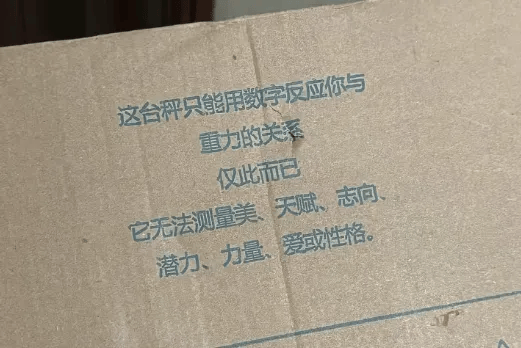 这台秤只能用数字反应你与
重力的关系
仅此而已
它无法测量美、天赋、志向、
潜力、力量、爱或性格。